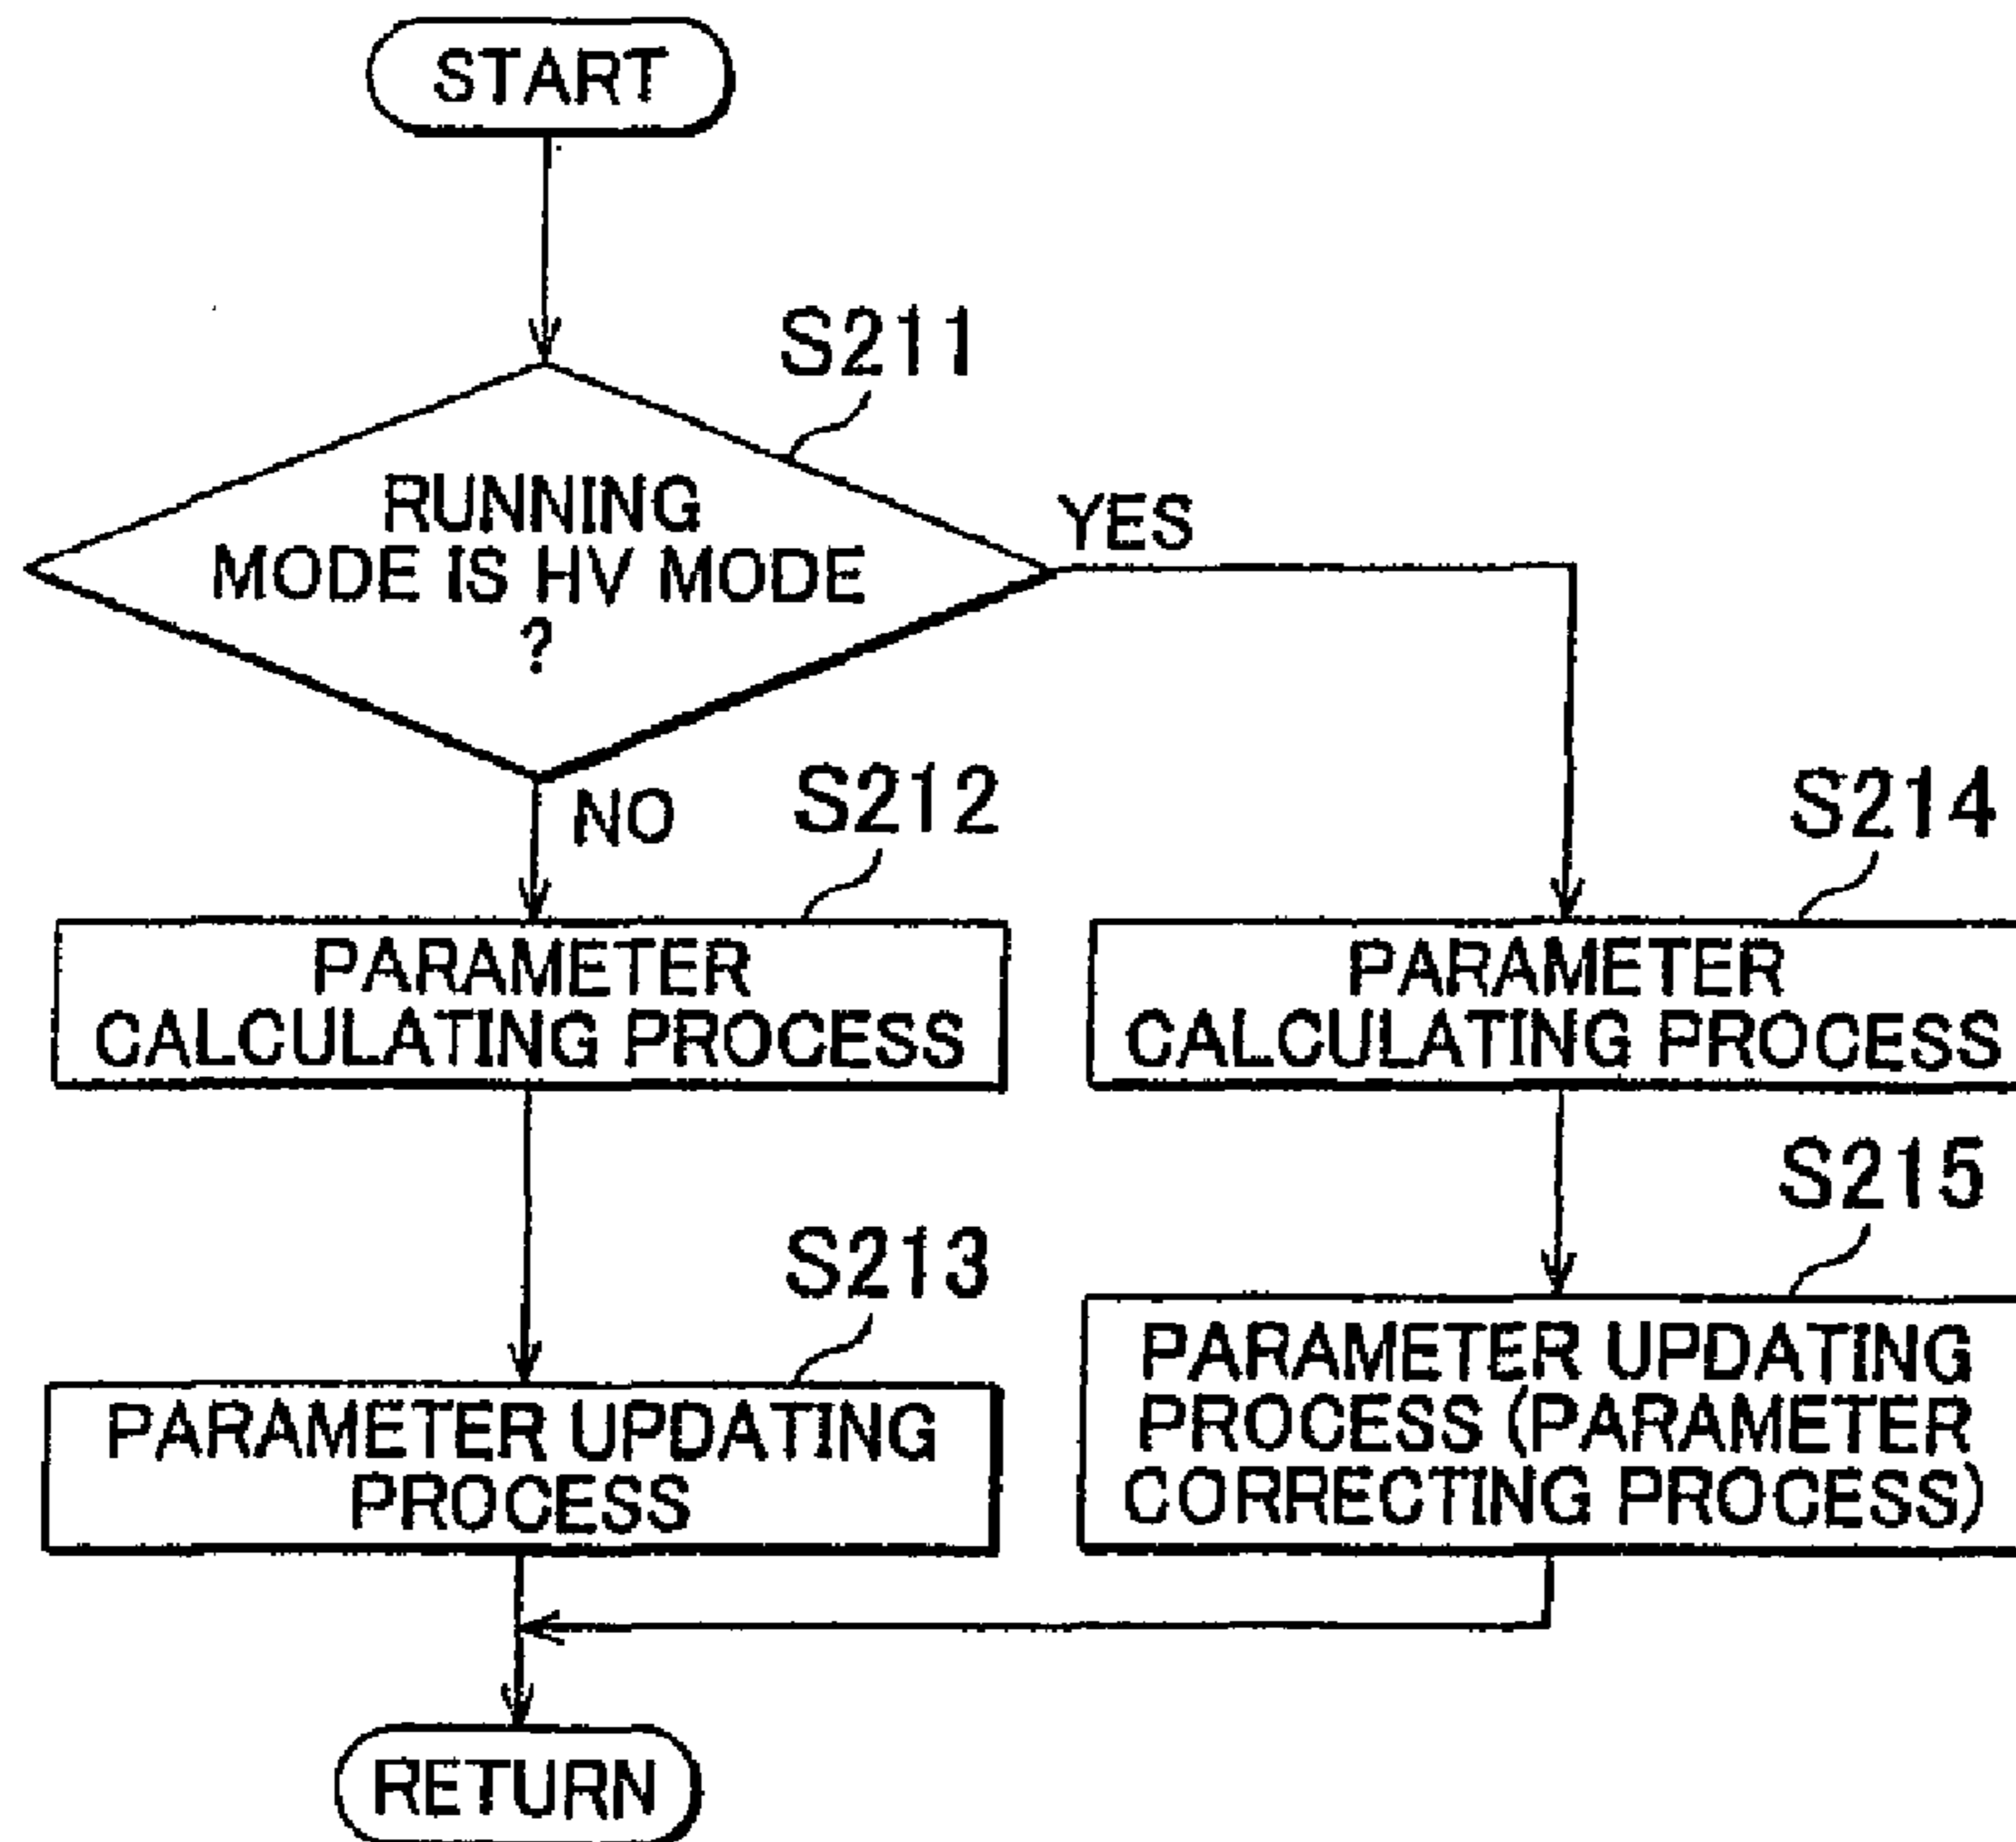 START
S211
RUNNING
MODE IS HV MODE
?
YES
NO
S212
PARAMETER
CALCULATING PROCESS
S213
PARAMETER UPDATING
PROCESS
S214
PARAMETER
CALCULATING PROCESS
S215
PARAMETER UPDATING
PROCESS (PARAMETER
CORRECTING PROCESS)
RETURN